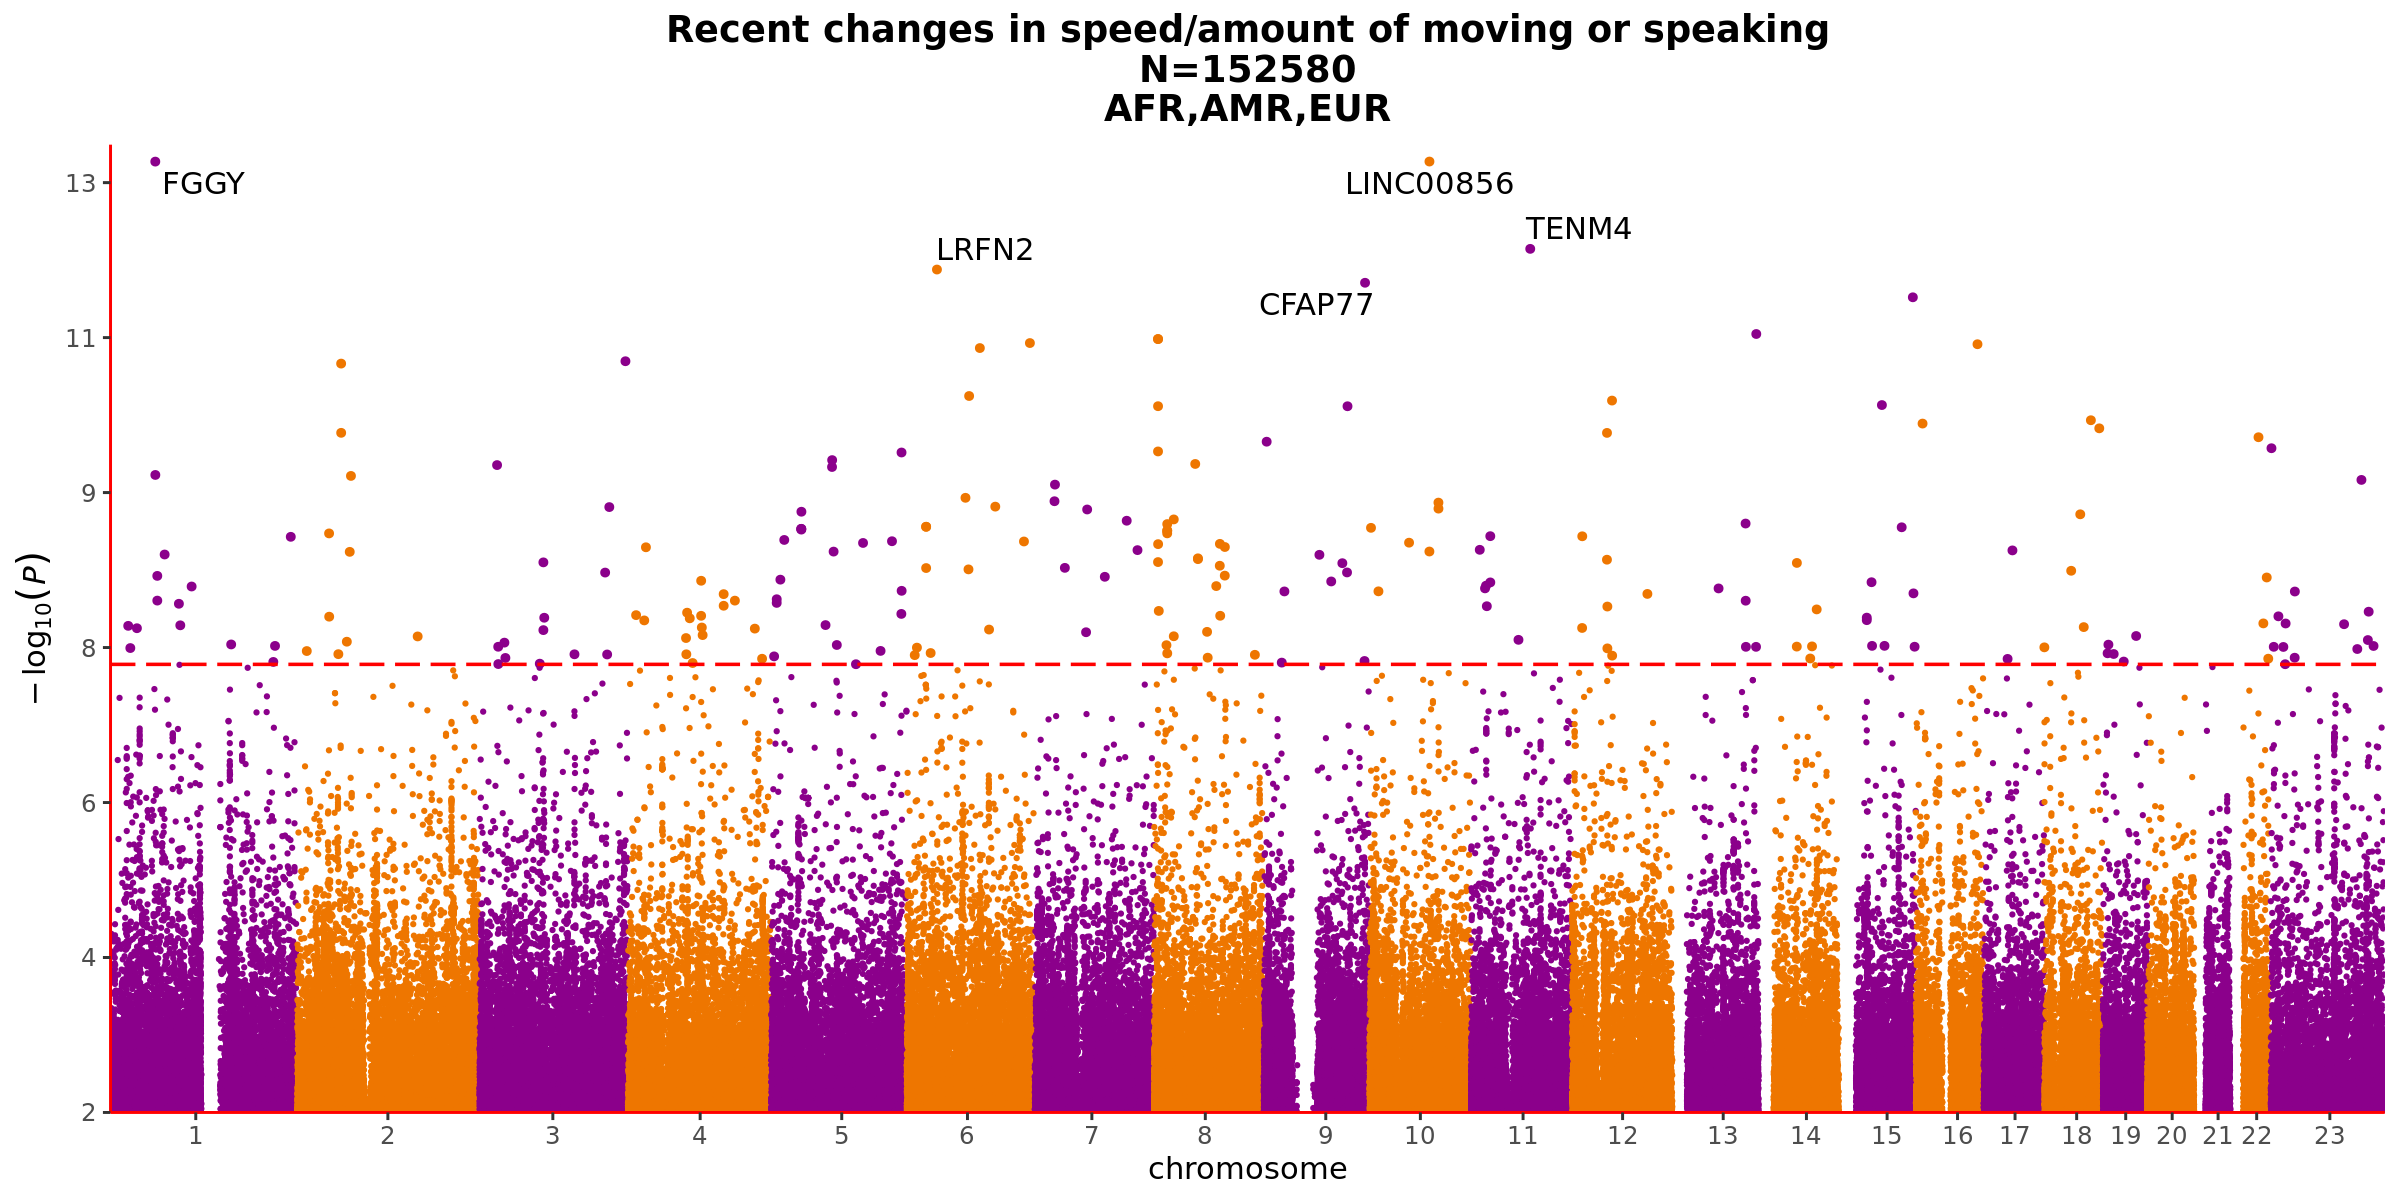 Recent changes in speed/amount of moving or speaking
N=152580
AFR,AMR,EUR
13
FGGY
LINC00856
TENM4
LRFN2
CFAP77
11
9
8
6
4
2
−log10(P)
1 2 3 4 5 6 7 8 9 10 11 12 13 14 15 16 17 18 19 20 21 22 23
chromosome